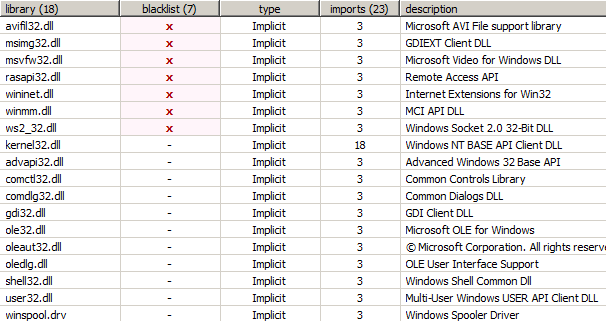 library (18) blacklist (7) type imports (23) description
avifil32.dll x Implicit 3 Microsoft AVI File support library
msimg32.dll x Implicit 3 GDIEXT Client DLL
msvfw32.dll x Implicit 3 Microsoft Video for Windows DLL
rasapi32.dll x Implicit 3 Remote Access API
wininet.dll x Implicit 3 Internet Extensions for Win32
winmm.dll x Implicit 3 MCI API DLL
ws2_32.dll x Implicit 3 Windows Socket 2.0 32-Bit DLL
kernel32.dll - Implicit 18 Windows NT BASE API Client DLL
advapi32.dll - Implicit 3 Advanced Windows 32 Base API
comctl32.dll - Implicit 3 Common Controls Library
comdlg32.dll - Implicit 3 Common Dialogs DLL
gdi32.dll - Implicit 3 GDI Client DLL
ole32.dll - Implicit 3 Microsoft OLE for Windows
oleaut32.dll - Implicit 3 © Microsoft Corporation. All rights reserve
oledlg.dll - Implicit 3 OLE User Interface Support
shell32.dll - Implicit 3 Windows Shell Common Dll
user32.dll - Implicit 3 Multi-User Windows USER API Client DLL
winspool.drv - Implicit 3 Windows Spooler Driver